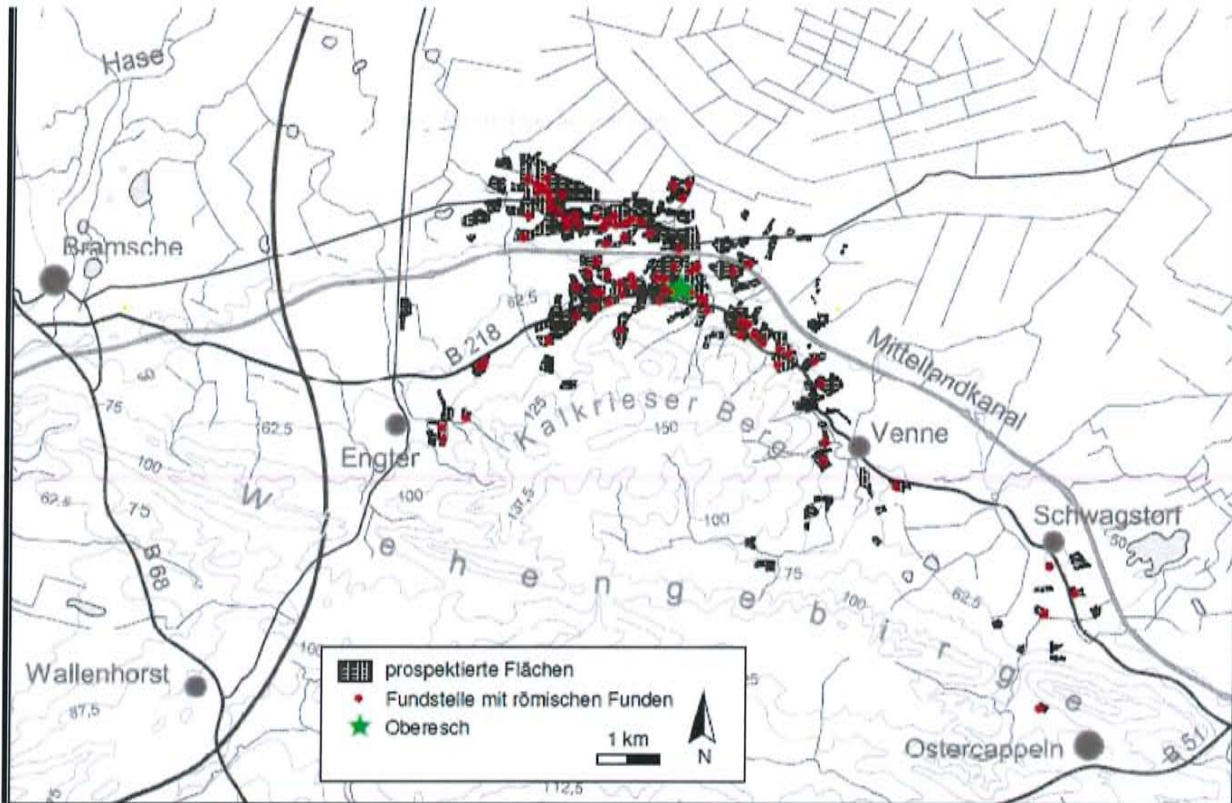 Hase
Bramsche
62.5
B 218
Mittellandkanal
60
75
Kalkrieser Berg
125
150
62.5
Venne
Engter
100
100
137,5
62.5
75
W e h e n g e b i r g e
100
Schwagstorf
50
B 68
75
100
62.5
Wallenhorst
87,5
prospektierte Flächen
Fundstelle mit römischen Funden
Oberesch
1 km
N
Ostercappeln
B 51
112,5